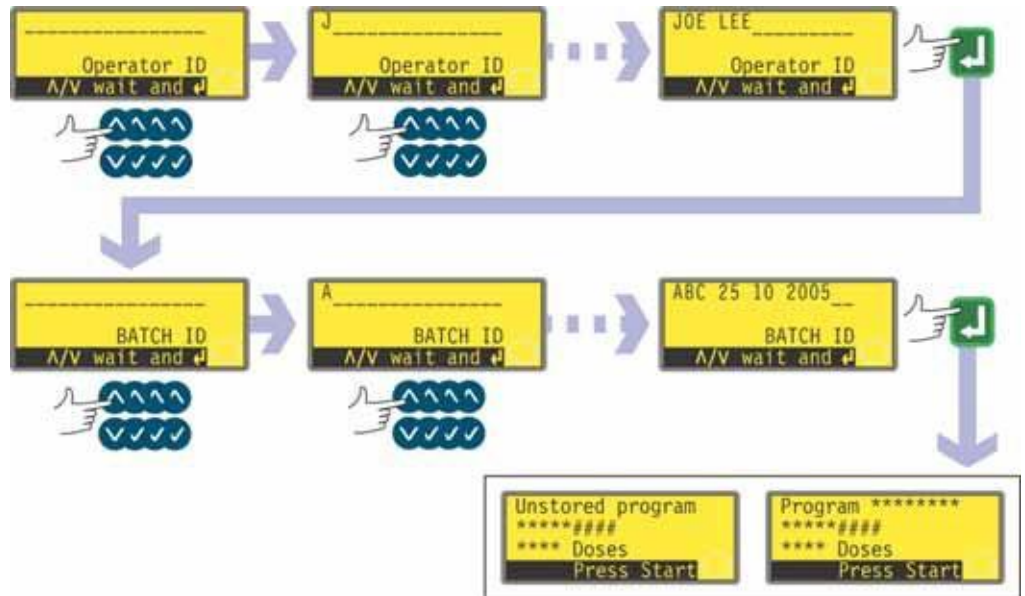 ________________
Operator ID
Λ/V wait and ↵
J_______________
Operator ID
Λ/V wait and ↵
JOE LEE_________
Operator ID
Λ/V wait and ↵
________________
BATCH ID
Λ/V wait and ↵
A_______________
BATCH ID
Λ/V wait and ↵
ABC 25 10 2005__
BATCH ID
Λ/V wait and ↵
Unstored program
*****####
**** Doses
Press Start
Program ********
*****####
**** Doses
Press Start